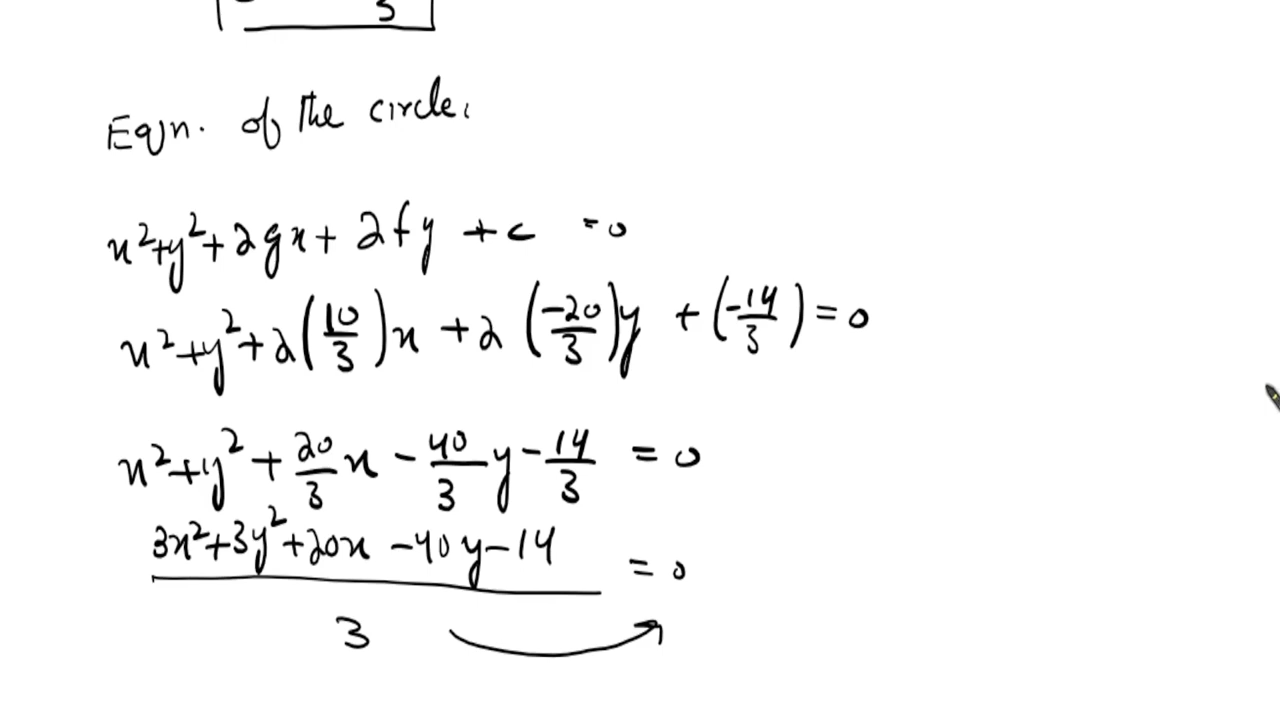 3
Eqn. of the circle,
x²+y²+2gx+2fy+c =0
x²+y²+2(10/3)x+2(-20/3)y+(-14/3)=0
x²+y²+20/3x-40/3y-14/3=0
3x²+3y²+20x-40y-14/3=0